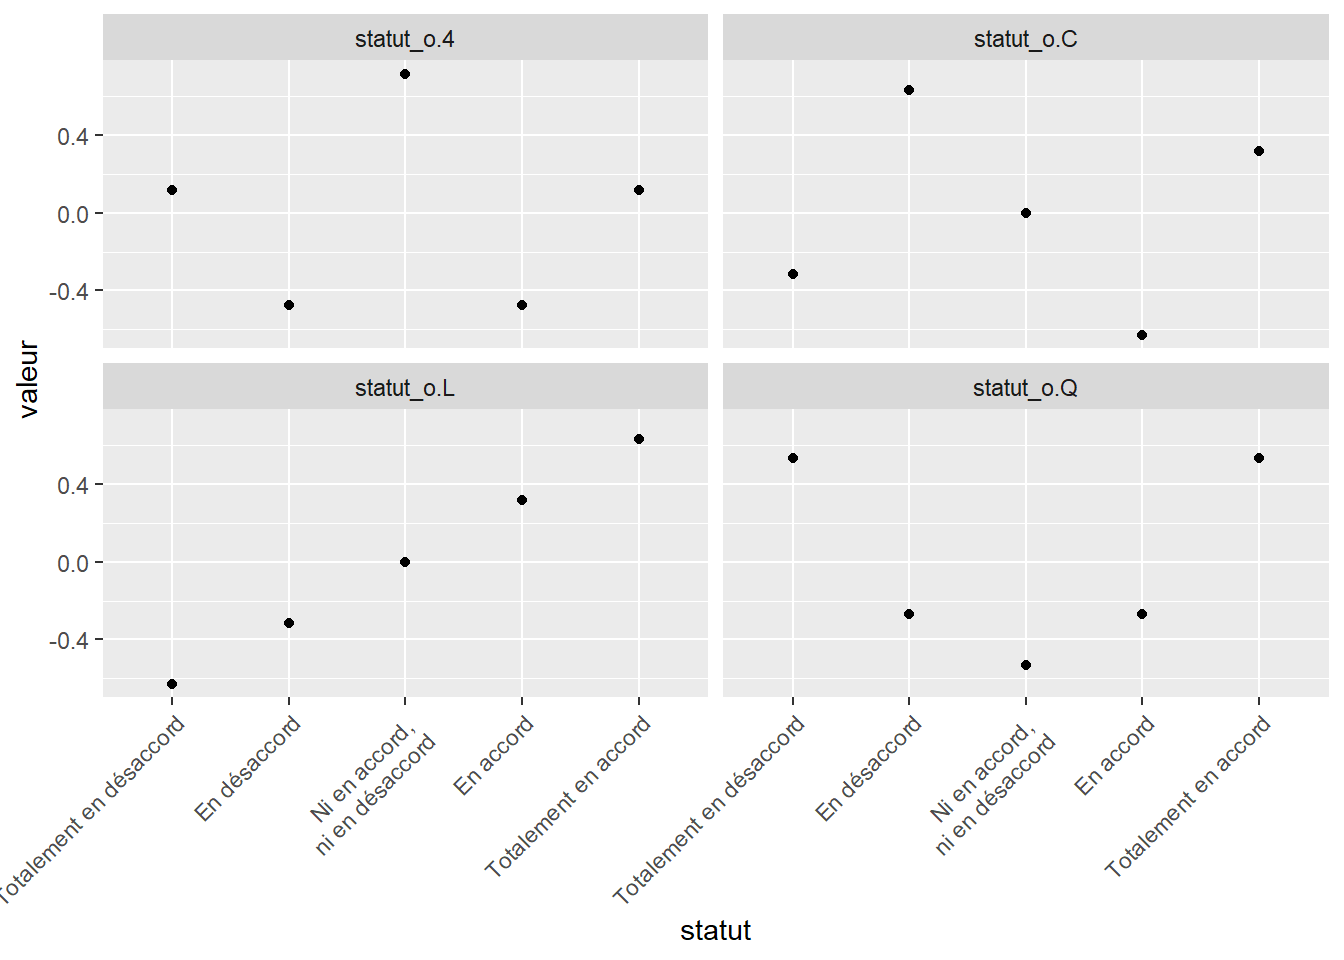 statut_o.4
statut_o.C
0.4
0.0
-0.4
statut_o.L
statut_o.Q
0.4
0.0
-0.4
valeur
Totalement en désaccord
En désaccord
Ni en accord,
ni en désaccord
En accord
Totalement en accord
Totalement en désaccord
En désaccord
Ni en accord,
ni en désaccord
En accord
Totalement en accord
statut